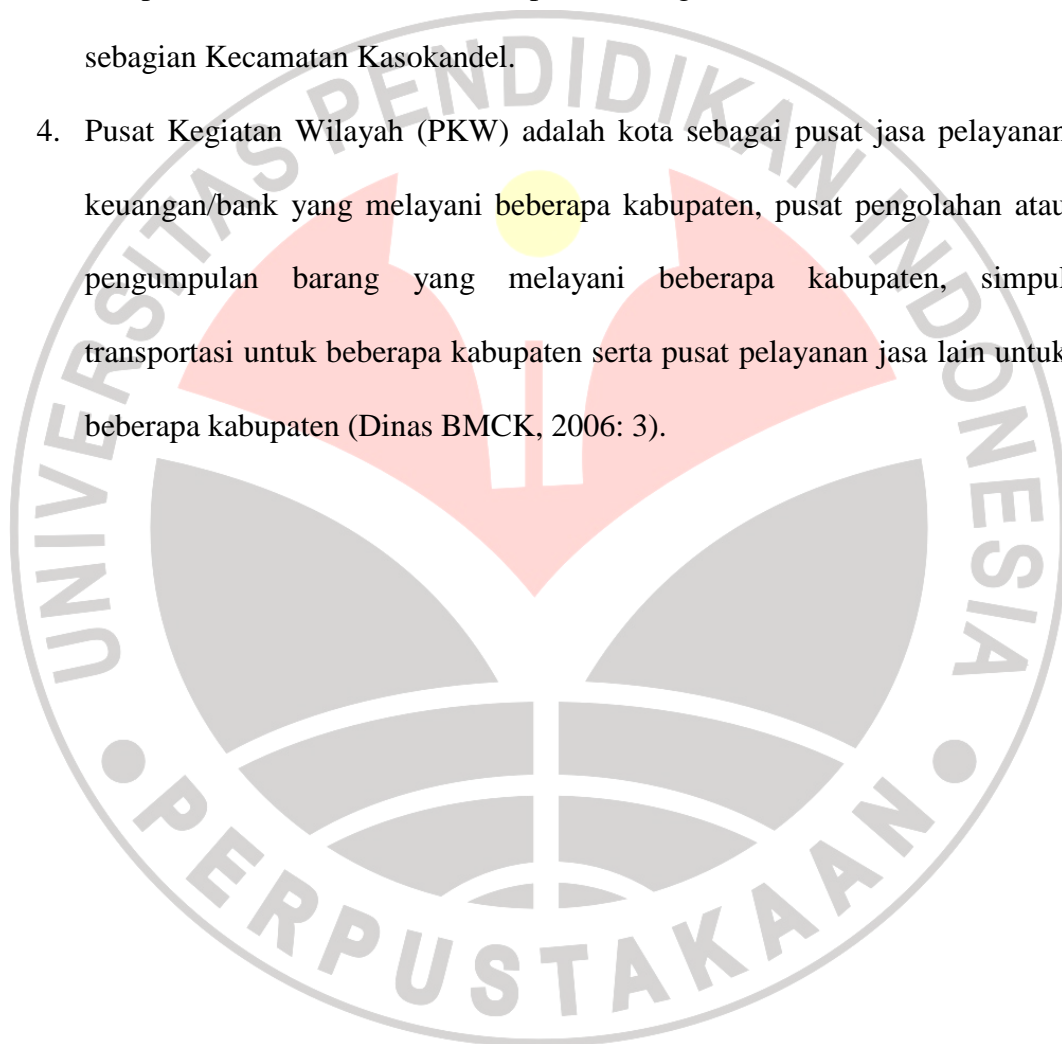 sebagian Kecamatan Kasokandel.
4. Pusat Kegiatan Wilayah (PKW) adalah kota sebagai pusat jasa pelayanan
keuangan/bank yang melayani beberapa kabupaten, pusat pengolahan atau
pengumpulan barang yang melayani beberapa kabupaten, simpul
transportasi untuk beberapa kabupaten serta pusat pelayanan jasa lain untuk
beberapa kabupaten (Dinas BMCK, 2006: 3).
UNIVERSITAS PENDIDIKAN INDONESIA
PERPUSTAKAAN